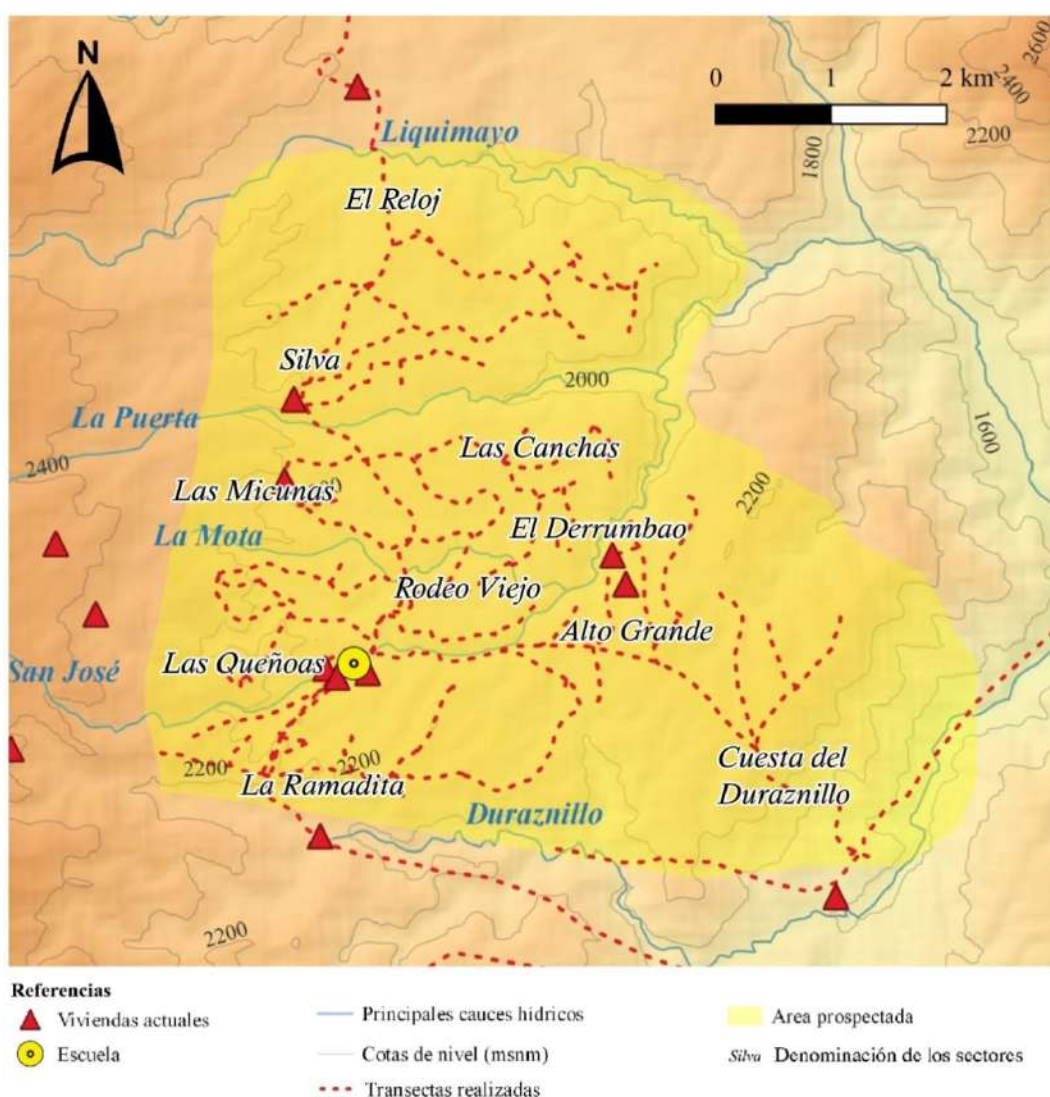 N
0 1 2 km
2600
2400
2200
1800
Liquimayo
El Reloj
Silva
2000
La Puerta
2400
Las Canchas
Las Micunas
2200
La Mota
El Derrumbao
1600
Rodeo Viejo
Alto Grande
Las Queñoas
San José
2200
2200
La Ramadita
Cuesta del
Duraznillo
Duraznillo
2200
Referencias
Viviendas actuales
Escuela
Principales cauces hídricos
Cotas de nivel (msnm)
Transectas realizadas
Area prospectada
Silva Denominación de los sectores